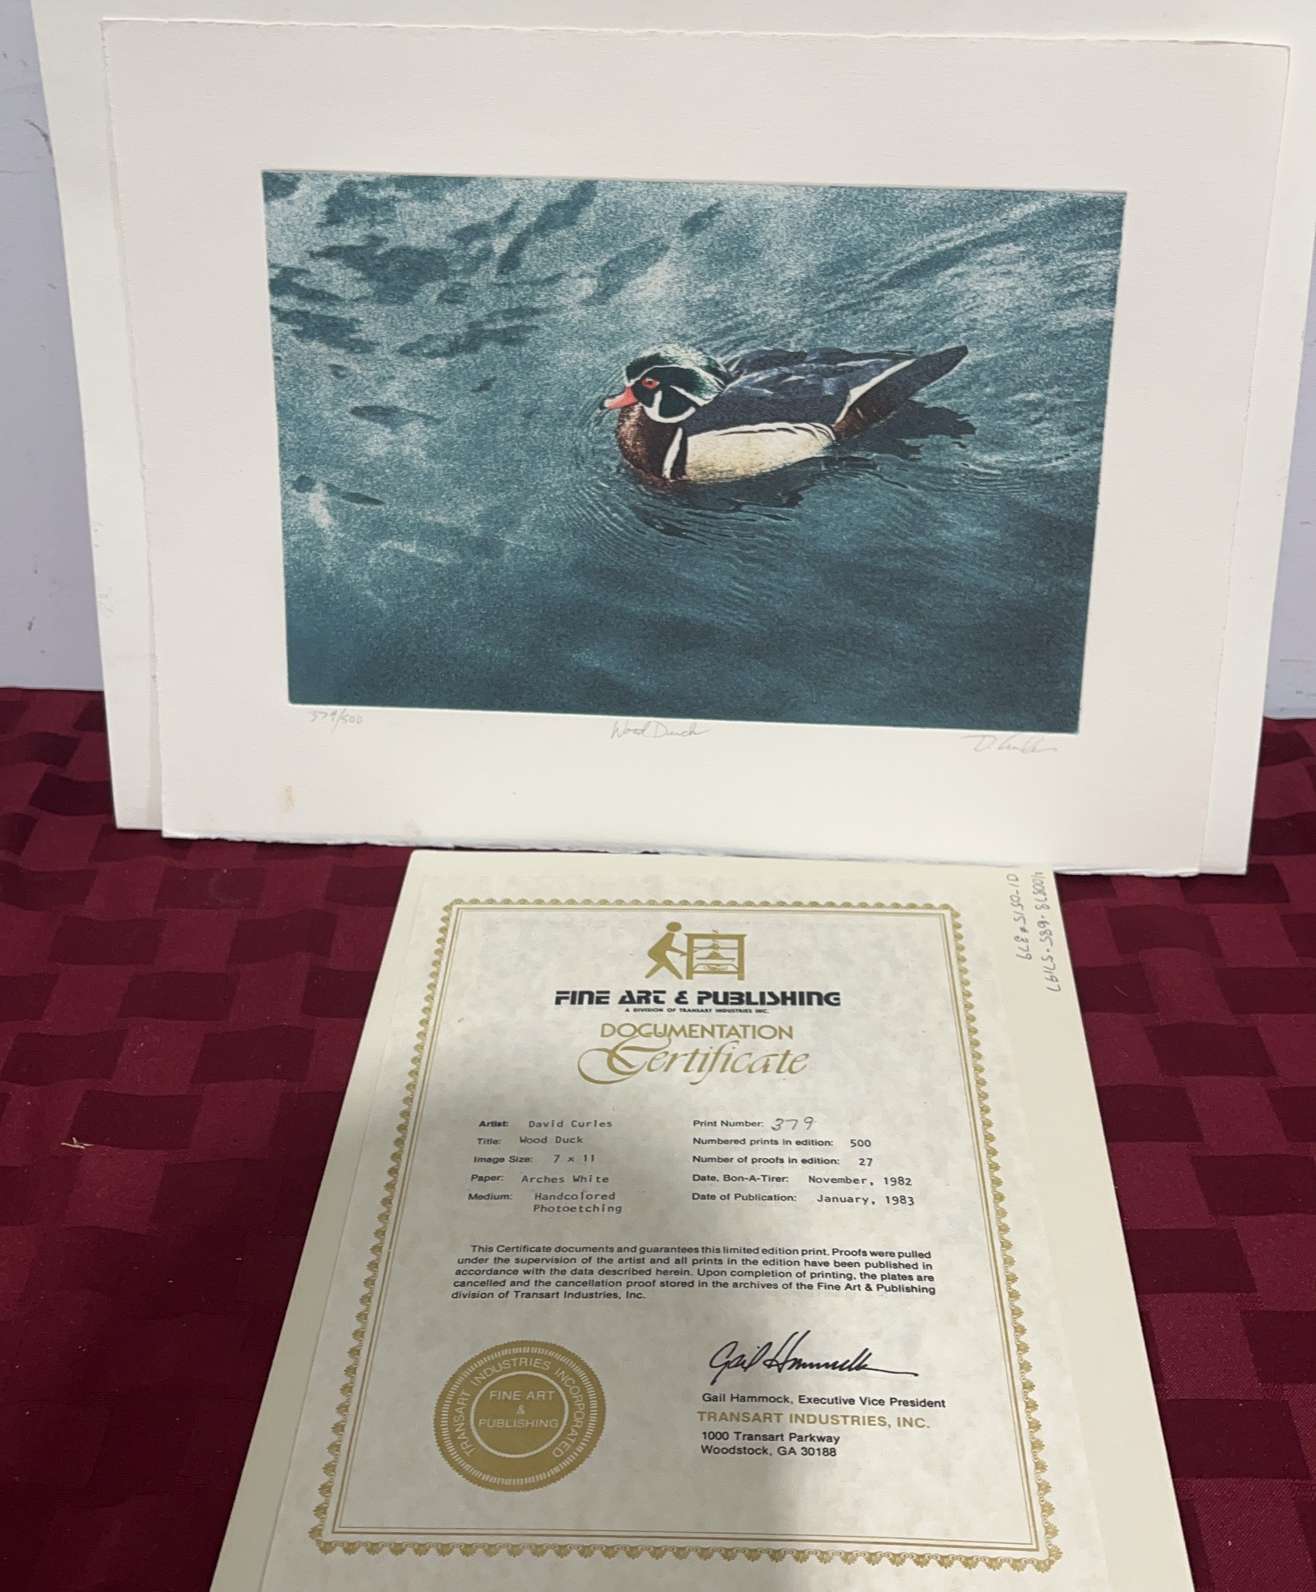 379/500
Wood Duck
01-0515#379
FINE ART & PUBLISHING
A DIVISION OF TRANSART INDUSTRIES INC.
DOCUMENTATION
Certificate
Artist: David Curles
Title: Wood Duck
Image Size: 7 x 11
Paper: Arches White
Medium: Handcolored
Photoetching
Print Number: 379
Numbered prints in edition: 500
Number of proofs in edition: 27
Date, Bon-A-Tirer: November, 1982
Date of Publication: January, 1983
This Certificate documents and guarantees this limited edition print. Proofs were pulled
under the supervision of the artist and all prints in the edition have been published in
accordance with the data described herein. Upon completion of printing, the plates are
cancelled and the cancellation proof stored in the archives of the Fine Art & Publishing
division of Transart Industries, Inc.
TRANSART INDUSTRIES INCORPORATED
FINE ART
&
PUBLISHING
Gail Hammock
Gail Hammock, Executive Vice President
TRANSART INDUSTRIES, INC.
1000 Transart Parkway
Woodstock, GA 30188